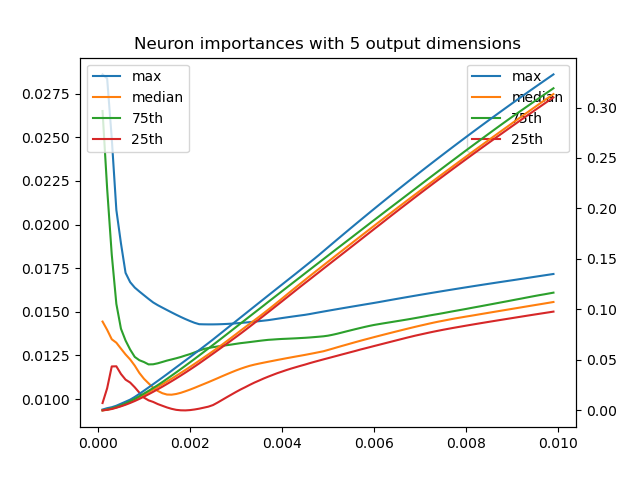 Neuron importances with 5 output dimensions
max
median
75th
25th
max
median
75th
25th
0.0275
0.0250
0.0225
0.0200
0.0175
0.0150
0.0125
0.0100
0.30
0.25
0.20
0.15
0.10
0.05
0.00
0.000 0.002 0.004 0.006 0.008 0.010